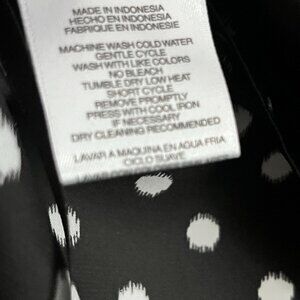 MADE IN INDONESIA
HECHO EN INDONESIA
FABRIQUE EN INDONESIE
MACHINE WASH COLD WATER
GENTLE CYCLE
WASH WITH LIKE COLORS
NO BLEACH
TUMBLE DRY LOW HEAT
SHORT CYCLE
REMOVE PROMPTLY
PRESS WITH COOL IRON
IF NECESSARY
DRY CLEANING RECOMMENDED
LAVAR A MAQUINA EN AGUA FRIA
CICLO SUAVE